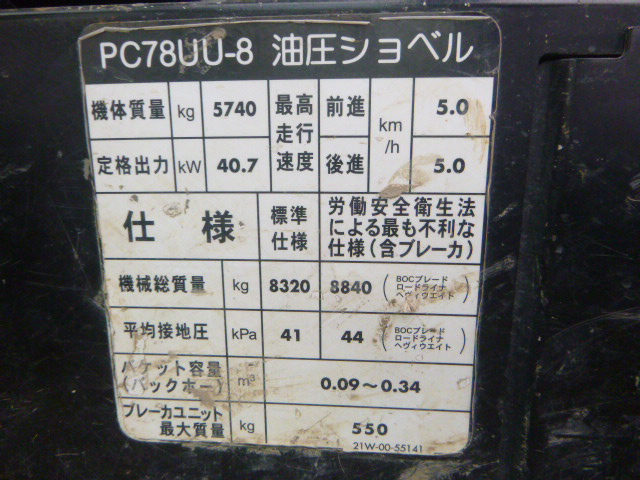 PC78UU-8 油圧ショベル
機体質量 kg 5740 最高走行速度 前進 km/h 5.0
定格出力 kW 40.7 後進 5.0
仕様 標準仕様 労働安全衛生法による最も不利な仕様(含ブレーカ)
機械総質量 kg 8320 8840 (BOCブレード ロードライナ ヘヴィウエイト)
平均接地圧 kPa 41 44 (BOCブレード ロードライナ ヘヴィウエイト)
バケット容量(バックホー) m³ 0.09~0.34
ブレーカユニット最大質量 kg 550
21W-00-55141